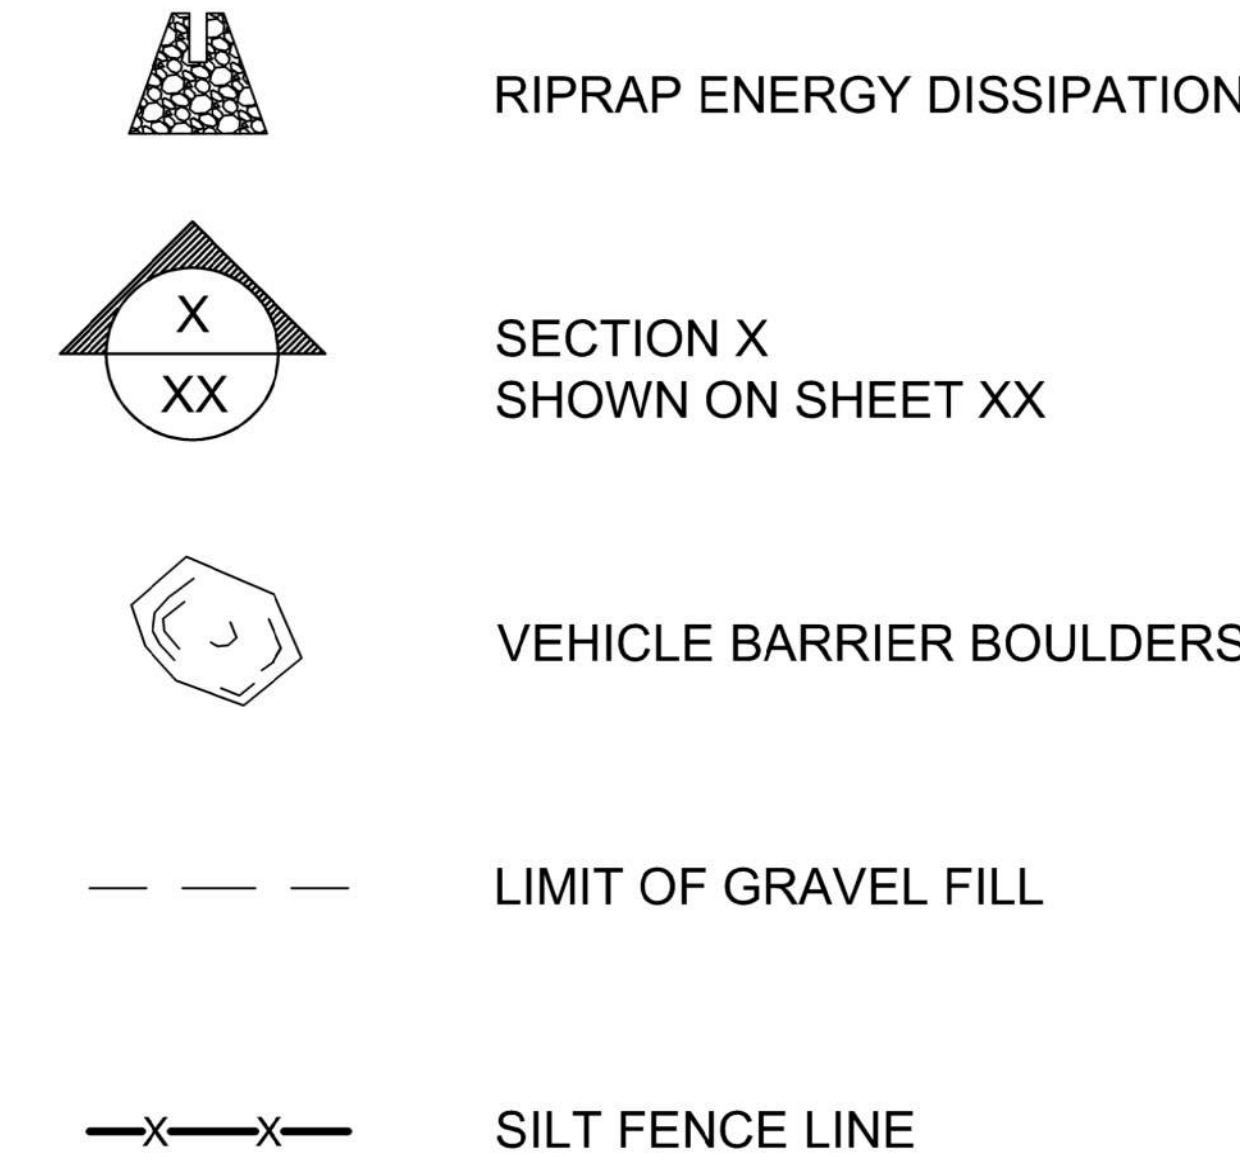 RIPRAP ENERGY DISSIPATION
X
XX
SECTION X
SHOWN ON SHEET XX
VEHICLE BARRIER BOULDERS
LIMIT OF GRAVEL FILL
X X
SILT FENCE LINE